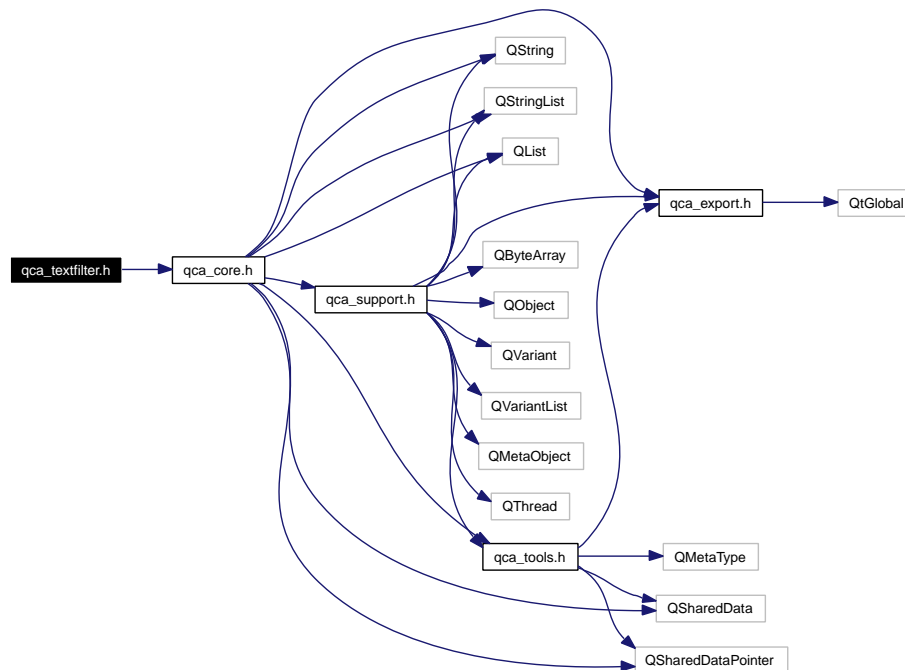 QString
QStringList
QList
qca_export.h
QtGlobal
QByteArray
qca_textfilter.h
qca_core.h
qca_support.h
QObject
QVariant
QVariantList
QMetaObject
QThread
qca_tools.h
QMetaType
QSharedData
QSharedDataPointer